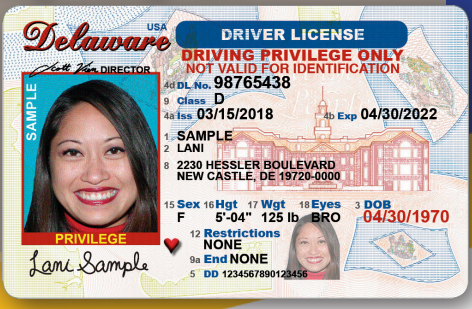 Delaware USA
DRIVER LICENSE
DRIVING PRIVILEGE ONLY
NOT VALID FOR IDENTIFICATION
DIRECTOR
SAMPLE
4d DL No. 98765438
9 Class D
4a Iss 03/15/2018 4b Exp 04/30/2022
1 SAMPLE
2 LANI
8 2230 HESSLER BOULEVARD
NEW CASTLE, DE 19720-0000
15 Sex 16 Hgt 17 Wgt 18 Eyes 3 DOB
F 5'-04" 125 lb BRO 04/30/1970
12 Restrictions
NONE
9a End NONE
5 DD 1234567890123456
PRIVILEGE
Lani Sample